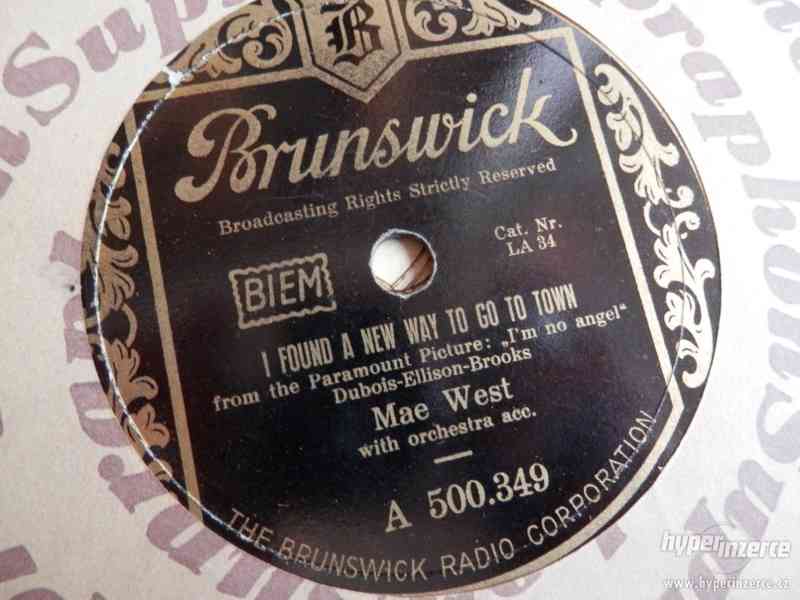 B
Brunswick
Broadcasting Rights Strictly Reserved
Cat. Nr.
LA 34
BIEM
I FOUND A NEW WAY TO GO TO TOWN
from the Paramount Picture: „I'm no angel“
Dubois-Ellison-Brooks
Mae West
with orchestra acc.
A 500.349
THE BRUNSWICK RADIO CORPORATION
hyperinzerce
www.hyperinzerce.cz